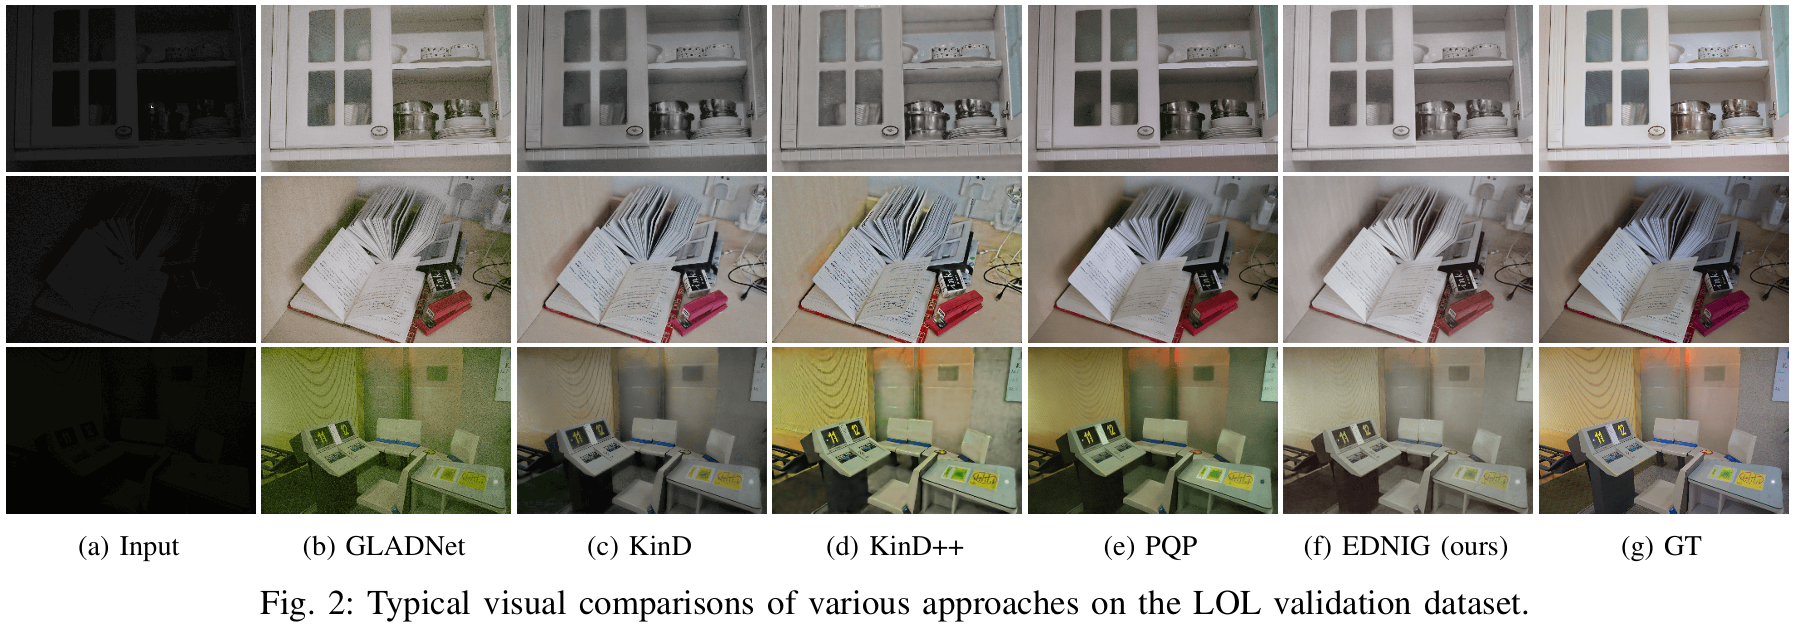 (a) Input
(b) GLADNet
(c) KinD
(d) KinD++
(e) PQP
(f) EDNIG (ours)
(g) GT
Fig. 2: Typical visual comparisons of various approaches on the LOL validation dataset.